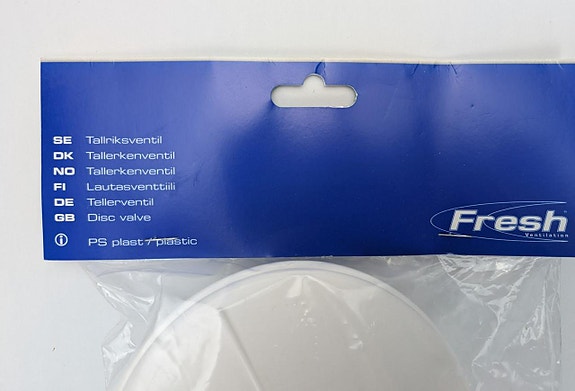 SE Tallriksventil
DK Tallerkenventil
NO Tallerkenventil
FI Lautasventtiili
DE Tellerventil
GB Disc valve
PS plast / plastic
Fresh®
Ventilation